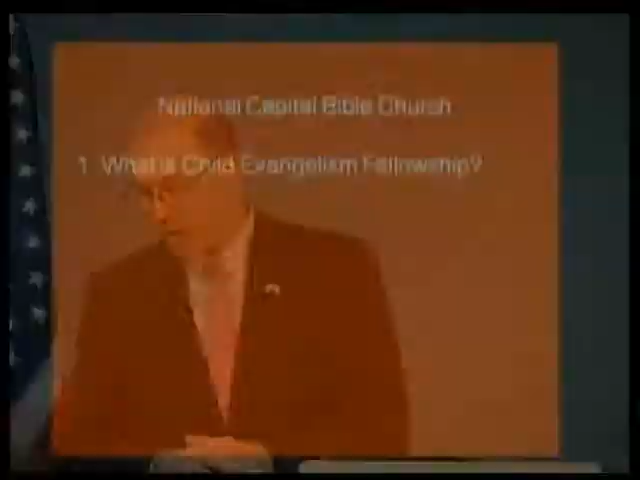 National Capital Bible Church
1. What is Child Evangelism Fellowship?